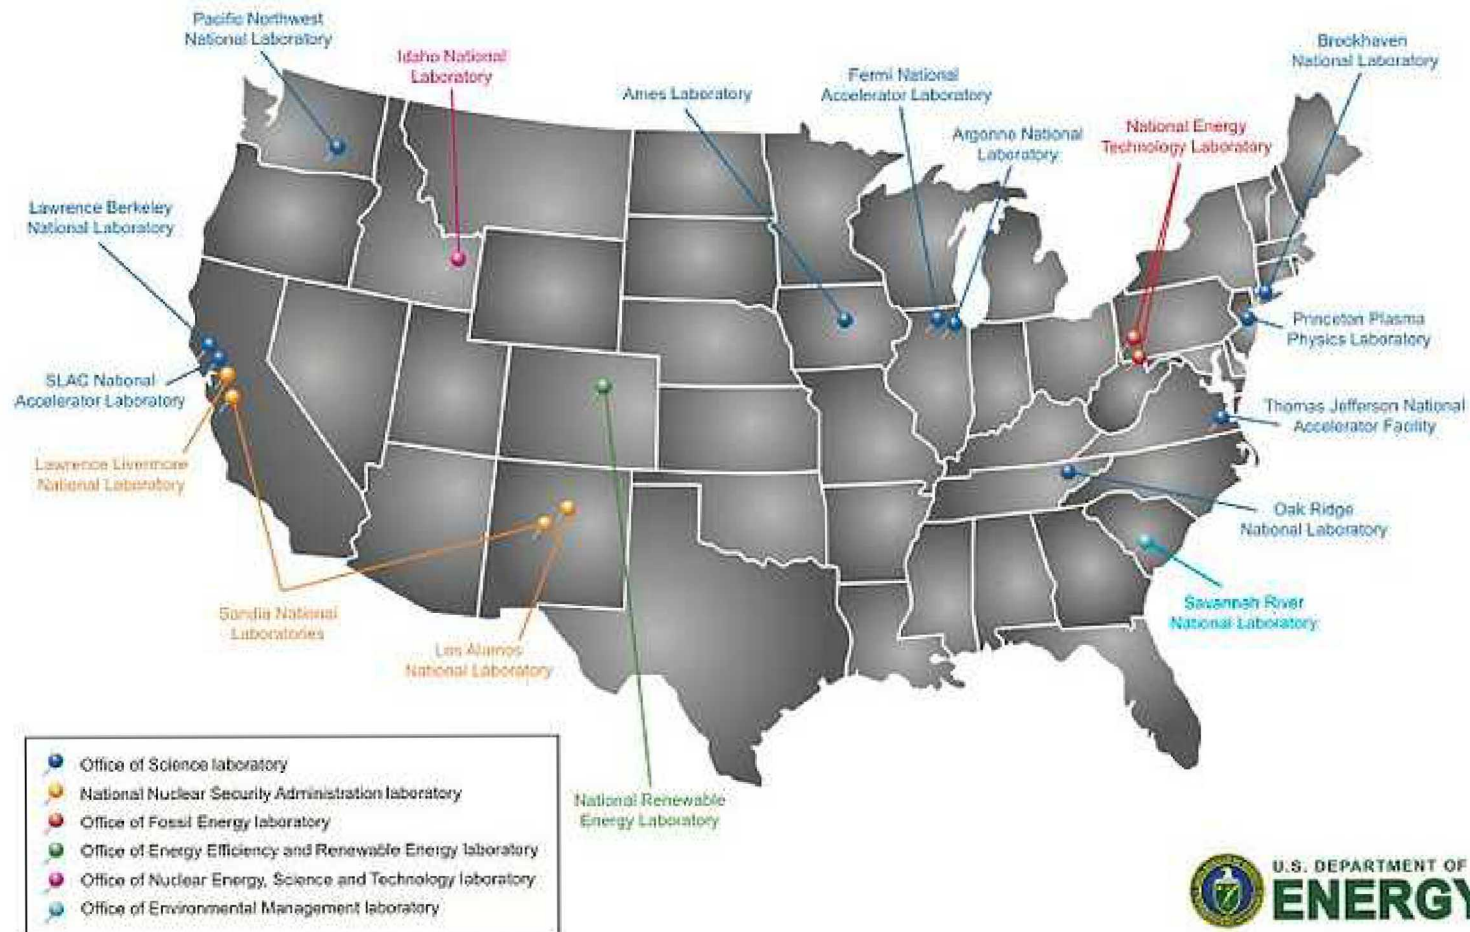 Pacific Northwest
National Laboratory
Idaho National
Laboratory
Ames Laboratory
Fermi National
Accelerator Laboratory
Argonne National
Laboratory
National Energy
Technology Laboratory
Brookhaven
National Laboratory
Lawrence Berkeley
National Laboratory
SLAC National
Accelerator Laboratory
Lawrence Livermore
National Laboratory
Sandia National
Laboratories
Los Alamos
National Laboratory
National Renewable
Energy Laboratory
Princeton Plasma
Physics Laboratory
Thomas Jefferson National
Accelerator Facility
Oak Ridge
National Laboratory
Savannah River
National Laboratory
Office of Science laboratory
National Nuclear Security Administration laboratory
Office of Fossil Energy laboratory
Office of Energy Efficiency and Renewable Energy laboratory
Office of Nuclear Energy, Science and Technology laboratory
Office of Environmental Management laboratory
U.S. DEPARTMENT OF
ENERGY